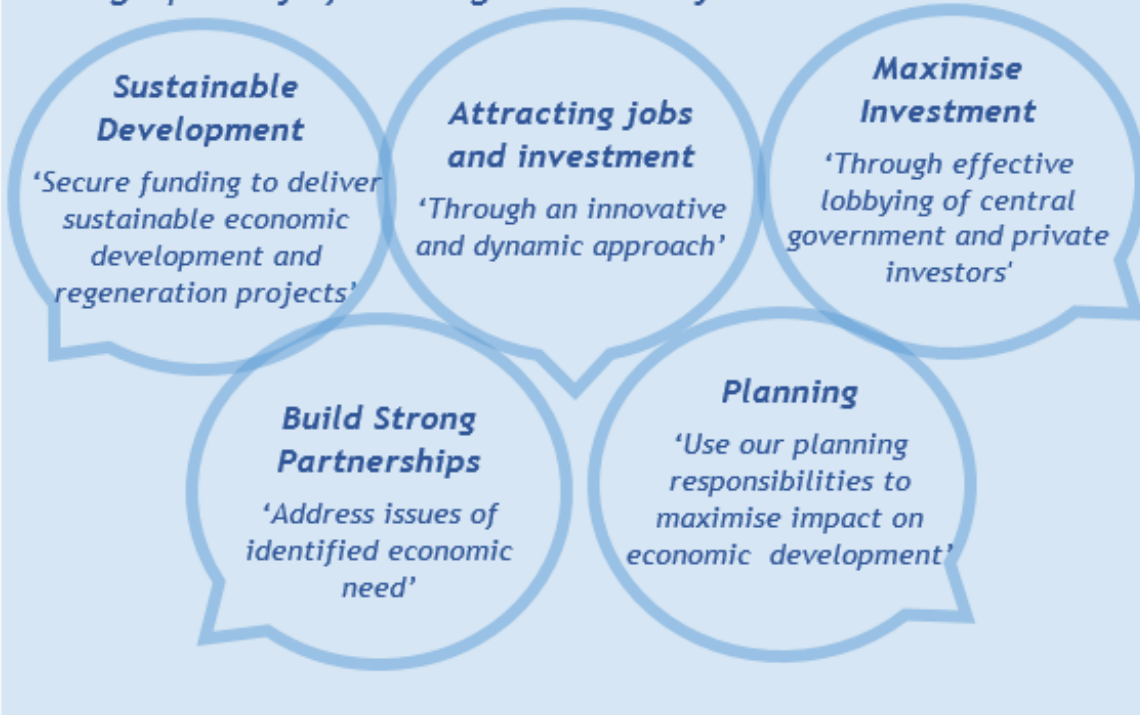 Sustainable
Development
‘Secure funding to deliver
sustainable economic
development and
regeneration projects’
Attracting jobs
and investment
‘Through an innovative
and dynamic approach’
Maximise
Investment
‘Through effective
lobbying of central
government and private
investors'
Build Strong
Partnerships
‘Address issues of
identified economic
need’
Planning
‘Use our planning
responsibilities to
maximise impact on
economic  development’